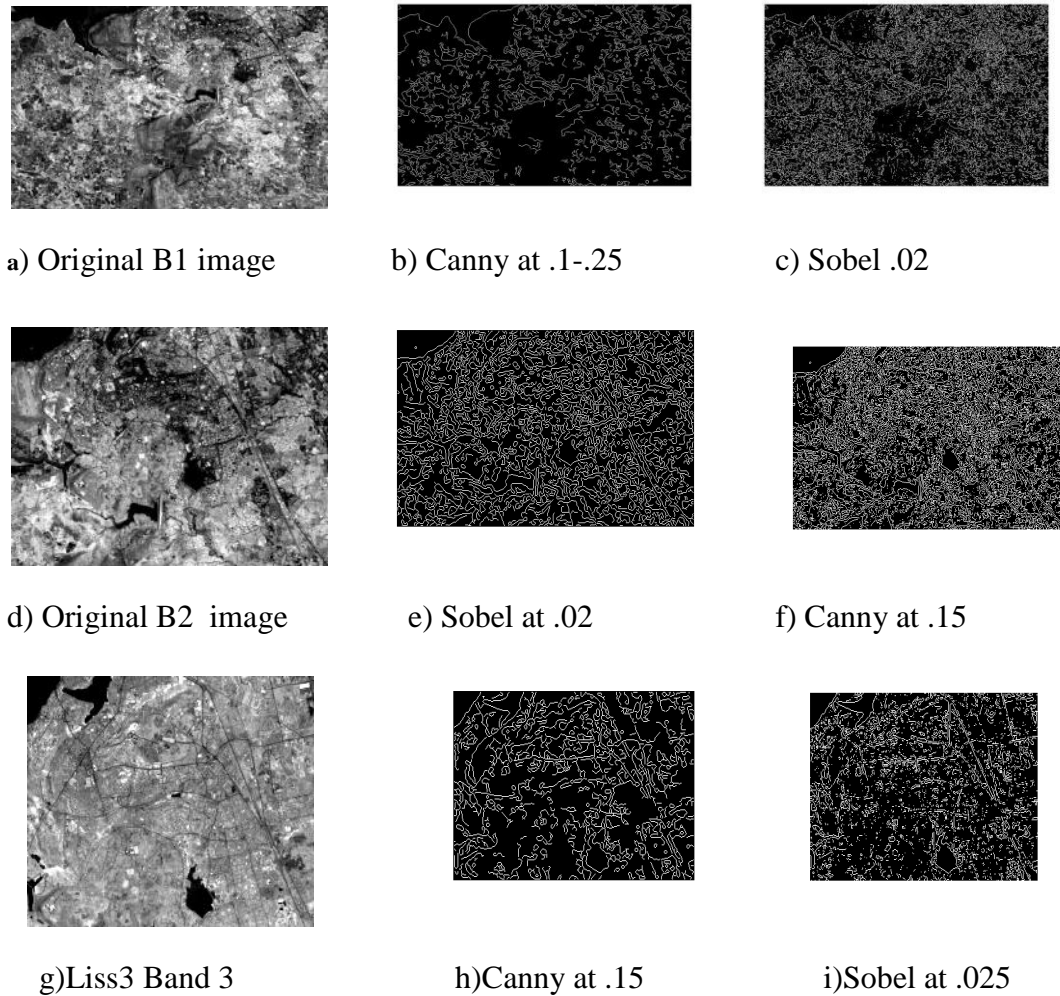 a) Original B1 image b) Canny at .1-.25 c) Sobel .02
d) Original B2 image e) Sobel at .02 f) Canny at .15
g)Liss3 Band 3 h)Canny at .15 i)Sobel at .025